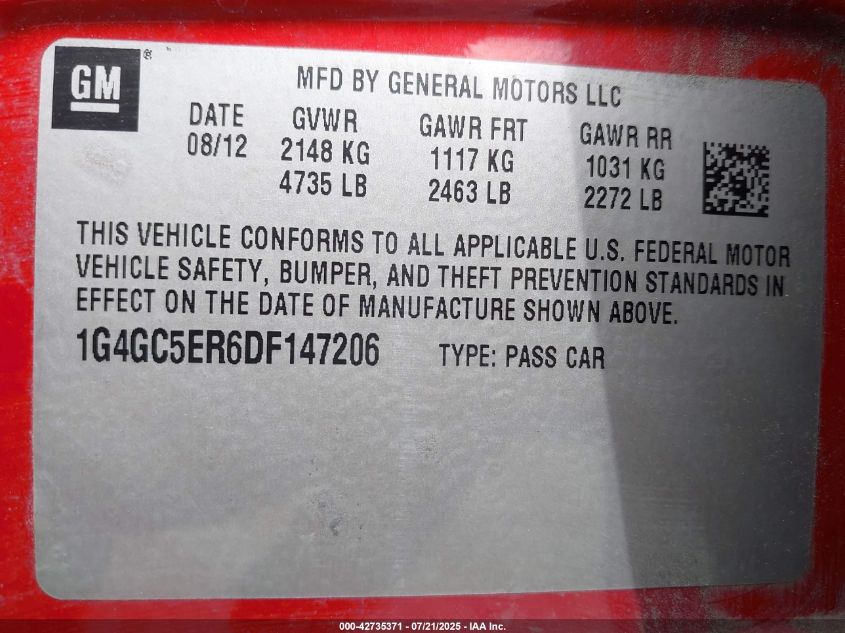 GM ®
MFD BY GENERAL MOTORS LLC
DATE GVWR GAWR FRT GAWR RR
08/12 2148 KG 1117 KG 1031 KG
4735 LB 2463 LB 2272 LB
THIS VEHICLE CONFORMS TO ALL APPLICABLE U.S. FEDERAL MOTOR
VEHICLE SAFETY, BUMPER, AND THEFT PREVENTION STANDARDS IN
EFFECT ON THE DATE OF MANUFACTURE SHOWN ABOVE.
1G4GC5ER6DF147206 TYPE: PASS CAR
000-42735371 - 07/21/2025 - IAA Inc.